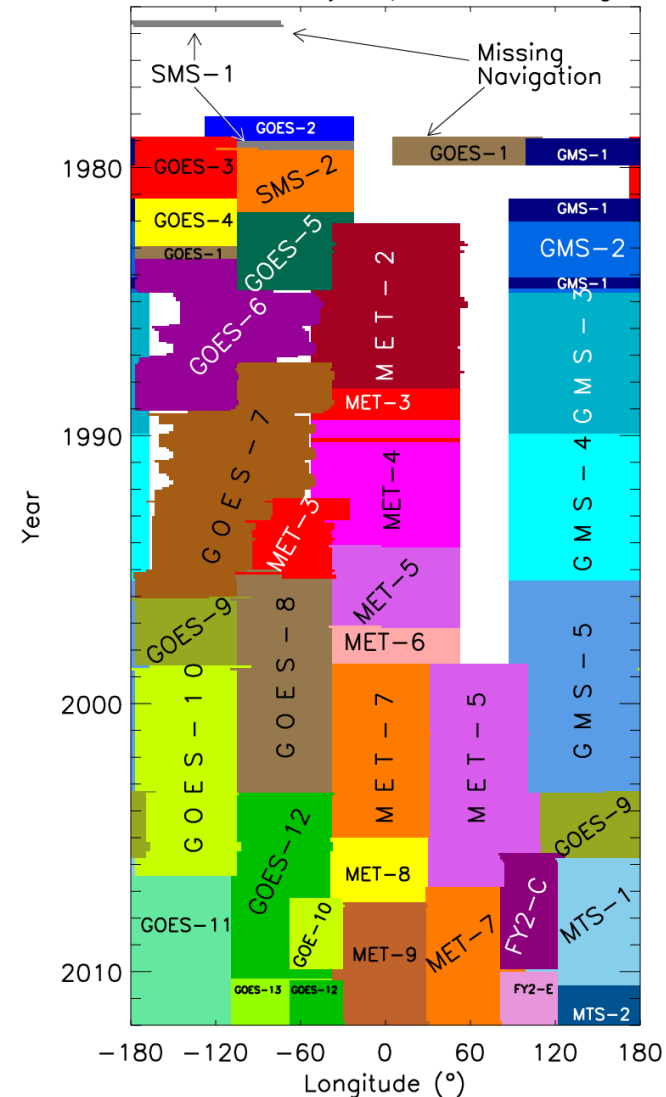 SMS-1
Missing
Navigation
GOES-2
GOES-1
GMS-1
GOES-3
SMS-2
1980
GMS-1
GOES-4
GOES-5
GMS-2
GOES-1
MET-2
GMS-1
GOES-6
GMS-3
MET-3
GOES-7
1990
MET-4
GMS-4
MET-3
MET-5
GOES-9
GOES-8
MET-6
GMS-5
Year
GOES-10
2000
MET-7
MET-5
GOES-12
GOES-9
MET-8
GOES-11
GOE-10
MET-9
MET-7
FY2-C
MTS-1
2010
GOES-13
GOES-12
FY2-E
MTS-2
-180 -120 -60 0 60 120 180
Longitude (°)